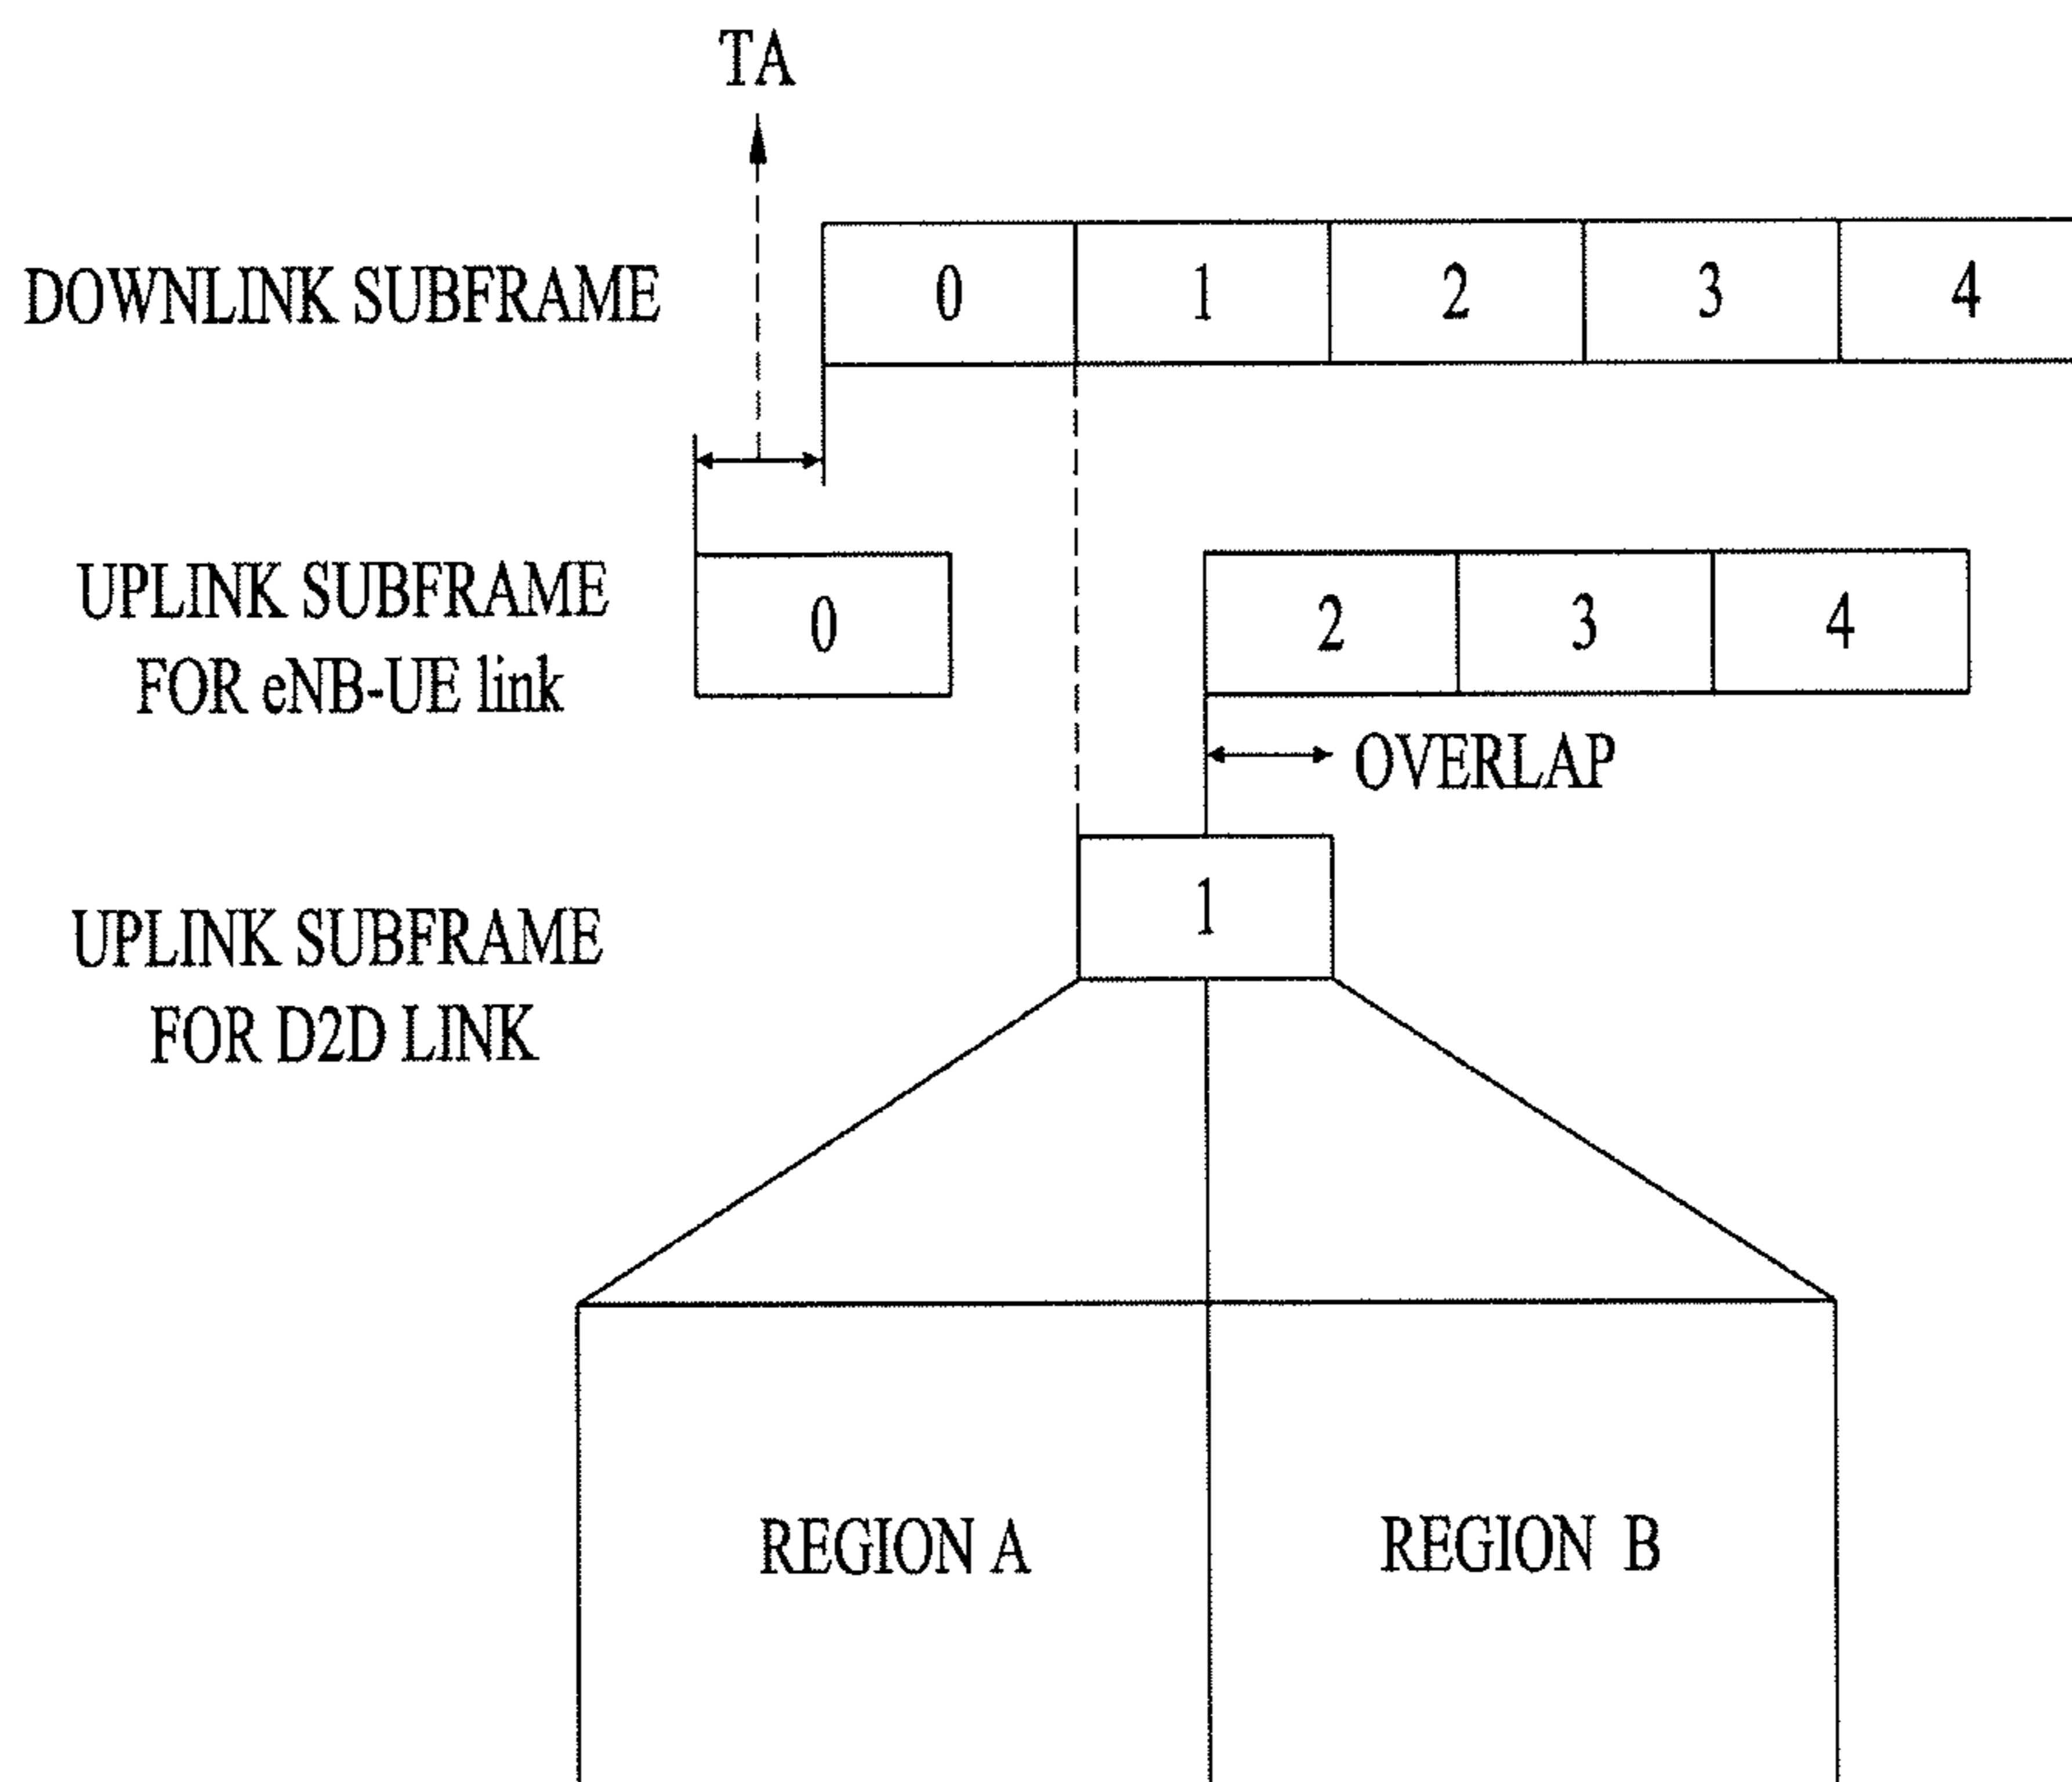 TA
DOWNLINK SUBFRAME
0 1 2 3 4
UPLINK SUBFRAME
FOR eNB-UE link
0 2 3 4
OVERLAP
UPLINK SUBFRAME
FOR D2D LINK
1
REGION A REGION B